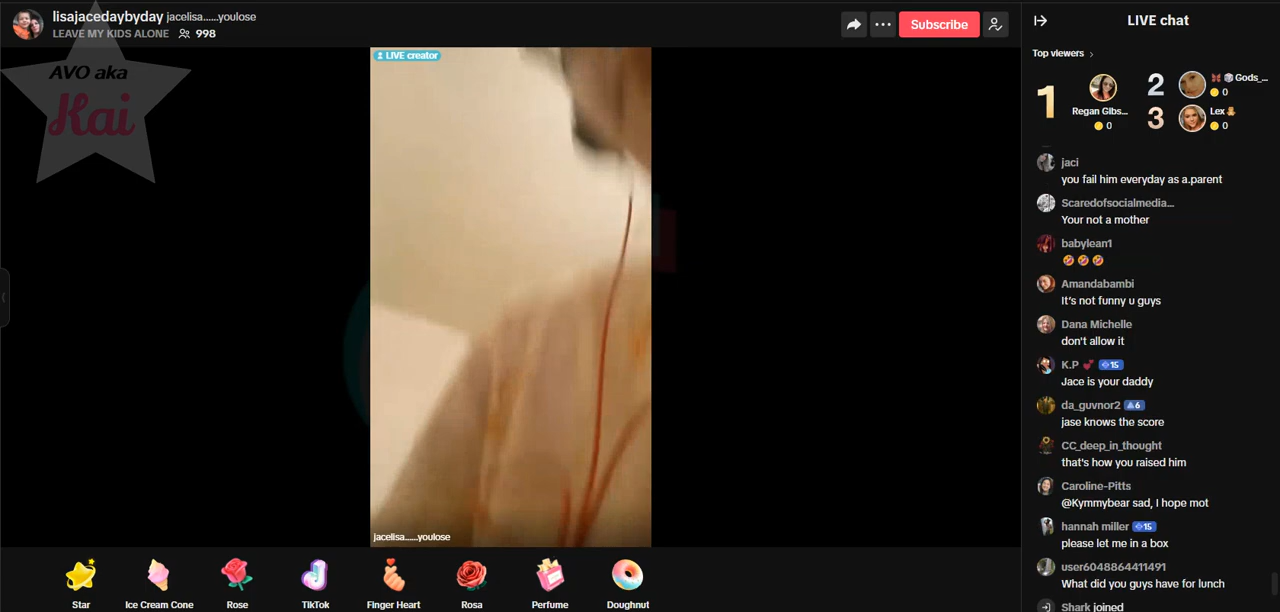 lisajacedaybyday jacelisa......youlose
LEAVE MY KIDS ALONE 998
Subscribe
AVO aka
Kai
LIVE creator
jacelisa......youlose
Star
Ice Cream Cone
Rose
TikTok
Finger Heart
Rosa
Perfume
Doughnut
LIVE chat
Top viewers
1
Regan GIbs...
0
2
Gods_...
0
3
Lex
0
jaci
you fail him everyday as a.parent
Scaredofsocialmedia...
Your not a mother
babylean1
Amandabambi
It's not funny u guys
Dana Michelle
don't allow it
K.P 15
Jace is your daddy
da_guvnor2 6
jase knows the score
CC_deep_in_thought
that's how you raised him
Caroline-Pitts
@Kymmybear sad, I hope mot
hannah miller 15
please let me in a box
user6048864411491
What did you guys have for lunch
Shark joined